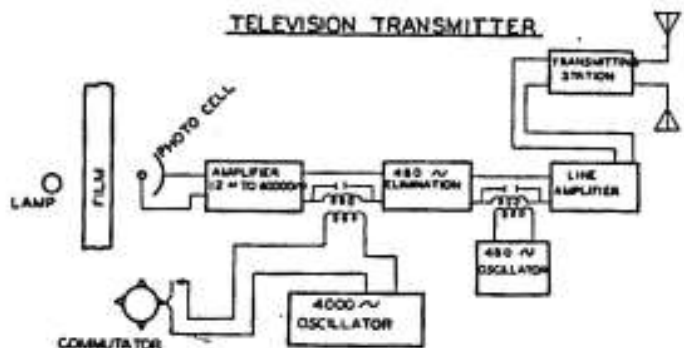 TELEVISION TRANSMITTER
TRANSMITTING
STATION
PHOTO CELL
LAMP
FILM
AMPLIFIER
480 ~
ELIMINATION
LINE
AMPLIFIER
480 ~
OSCILLATOR
4000 ~
OSCILLATOR
COMMUTATOR